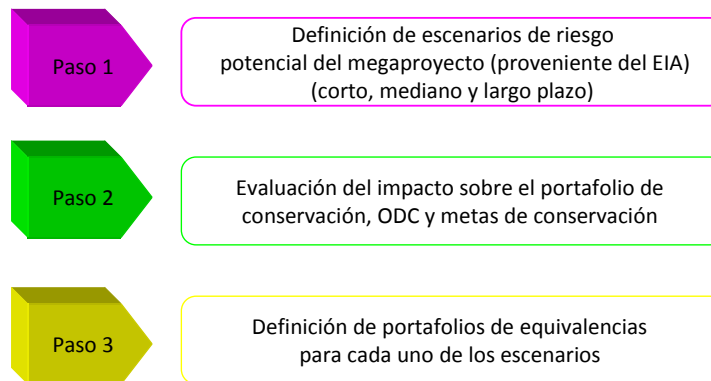 Paso 1
Definición de escenarios de riesgo
potencial del megaproyecto (proveniente del EIA)
(corto, mediano y largo plazo)
Paso 2
Evaluación del impacto sobre el portafolio de
conservación, ODC y metas de conservación
Paso 3
Definición de portafolios de equivalencias
para cada uno de los escenarios